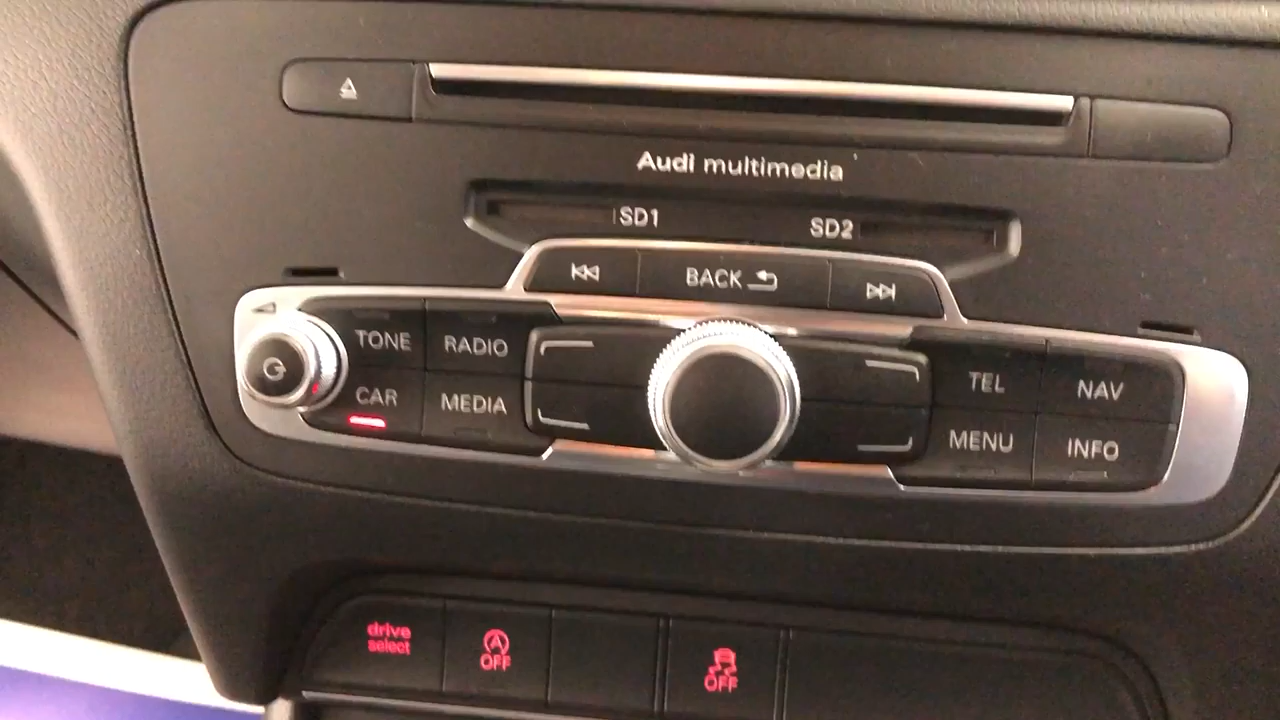 Audi multimedia
SD1 SD2
BACK
TONE RADIO
CAR MEDIA
TEL NAV
MENU INFO
drive
select
A
OFF
OFF